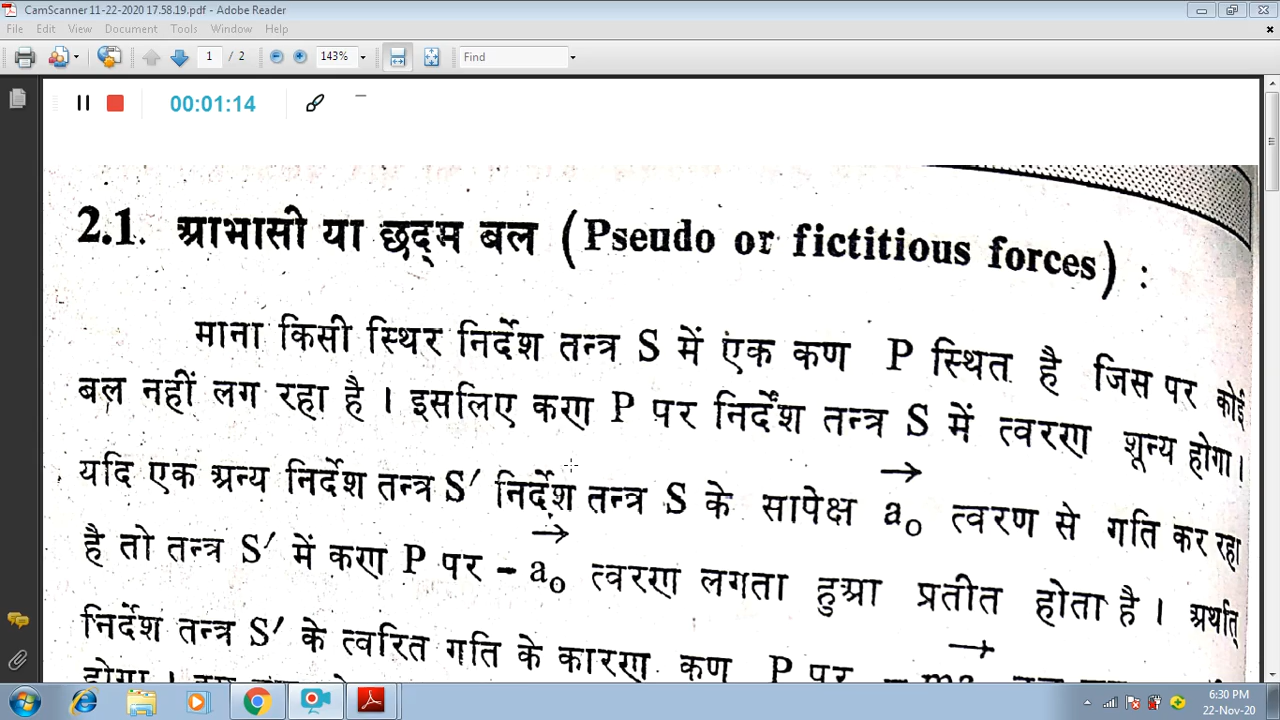 CamScanner 11-22-2020 17.58.19.pdf - Adobe Reader
File Edit View Document Tools Window Help
1 / 2 143% Find
00:01:14
2.1. आभासी या छद्म बल (Pseudo or fictitious forces) :
माना किसी स्थिर निर्देश तन्त्र S में एक कण P स्थित है जिस पर कोई
बल नहीं लग रहा है । इसलिए कण P पर निर्देश तन्त्र S में त्वरण शून्य होगा।
यदि एक अन्य निर्देश तन्त्र S′ निर्देश तन्त्र S के सापेक्ष a₀ त्वरण से गति कर रहा
है तो तन्त्र S′ में कण P पर – a₀ त्वरण लगता हुआ प्रतीत होता है । अर्थात्
निर्देश तन्त्र S′ के त्वरित गति के कारण कण P पर
6:30 PM
22-Nov-20